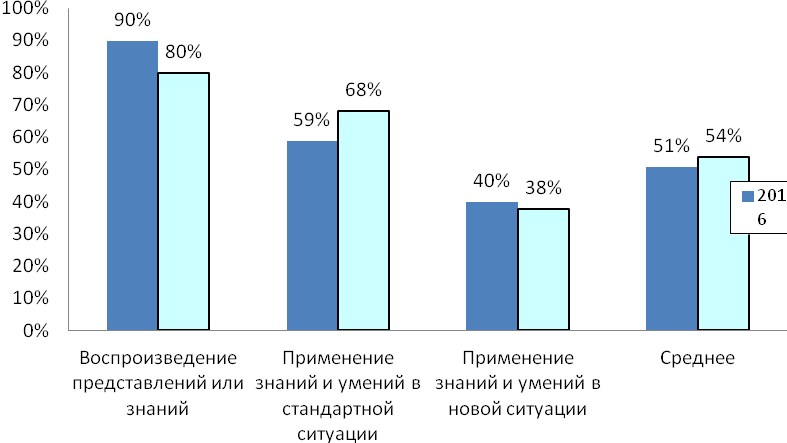 100%
90%
80%
70%
60%
50%
40%
30%
20%
10%
0%
90%
80%
59%
68%
40%
38%
51%
54%
201
6
Воспроизведение
представлений или
знаний
Применение
знаний и умений в
стандартной
ситуации
Применение
знаний и умений в
новой ситуации
Среднее